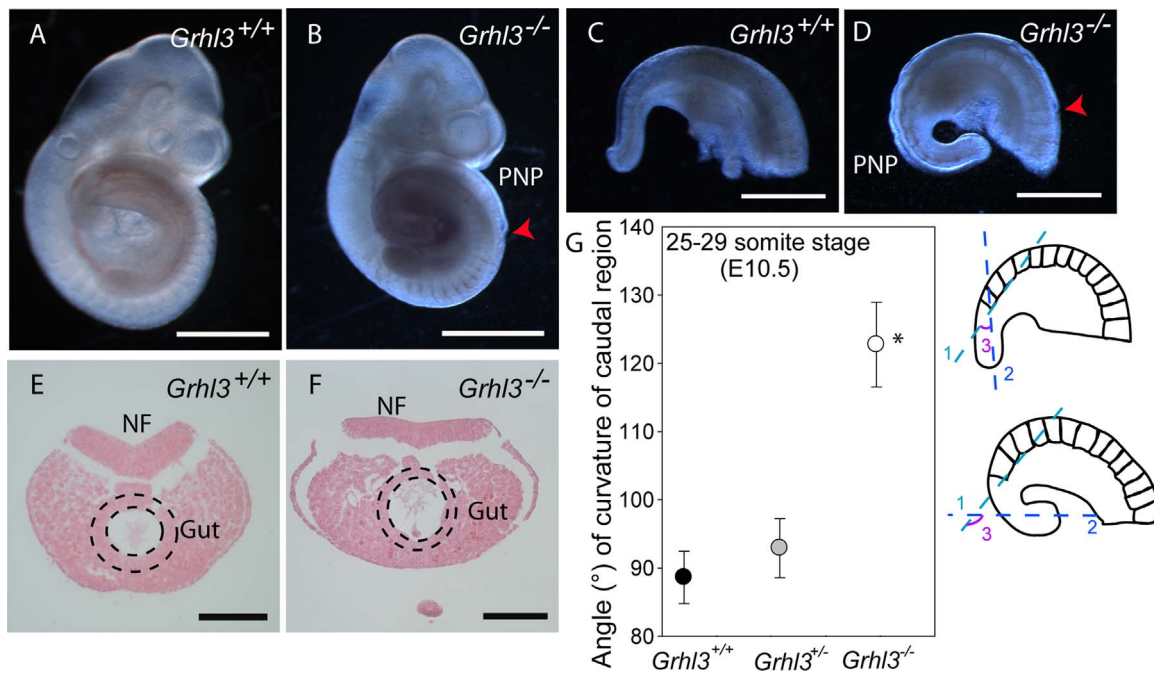 A Grhl3+/+
B Grhl3-/-
PNP
C Grhl3+/+
D Grhl3-/-
PNP
E Grhl3+/+
NF
Gut
F Grhl3-/-
NF
Gut
G
25-29 somite stage
(E10.5)
Angle (°) of curvature of caudal region
140
130
120
110
100
90
80
*
Grhl3+/+ Grhl3+/- Grhl3-/-
1
3
2
1
3
2